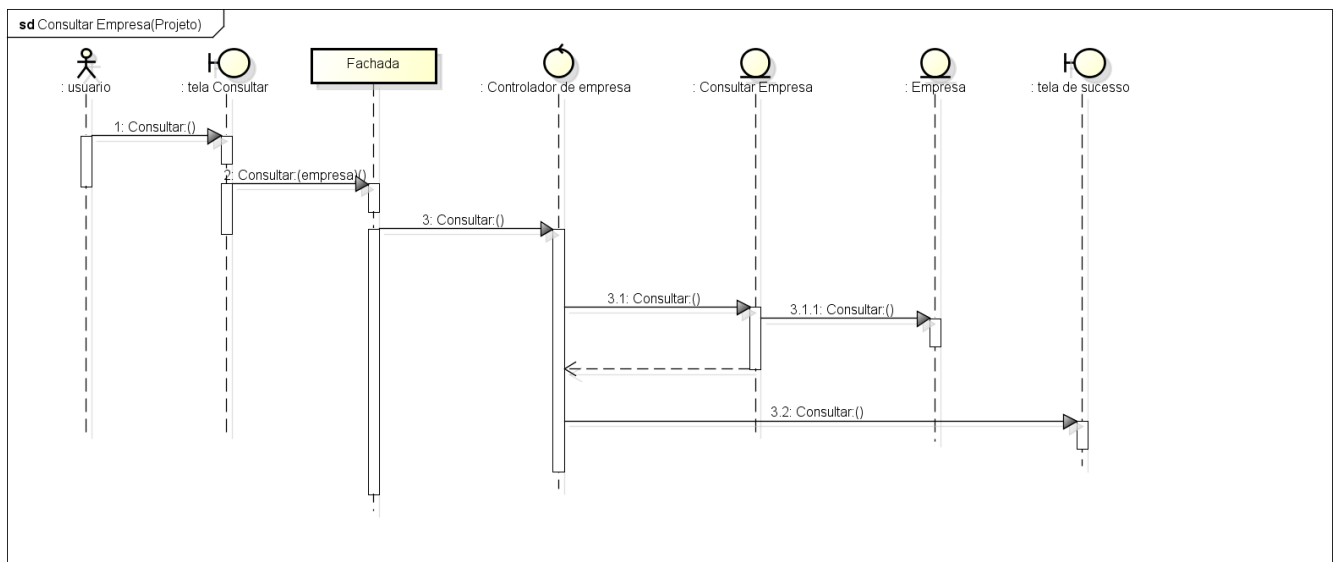 sd Consultar Empresa(Projeto)
: usuario
: tela Consultar
Fachada
: Controlador de empresa
: Consultar Empresa
: Empresa
: tela de sucesso
1: Consultar:()
2: Consultar:(empresa)()
3: Consultar:()
3.1: Consultar:()
3.1.1: Consultar:()
3.2: Consultar:()